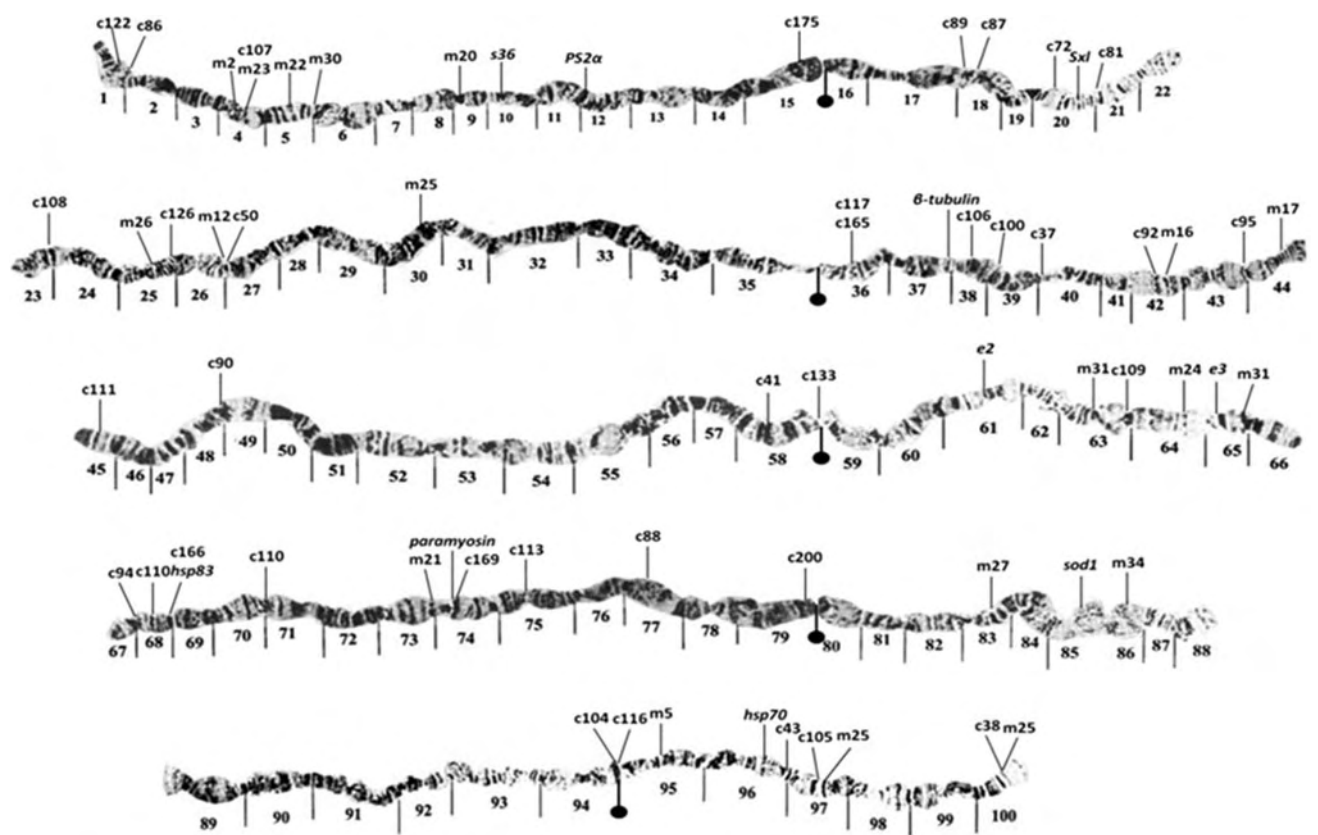 c122 c86 c107 m2 m23 m22 m30 m20 s36 PS2α c175 c89 c87 c72 Sxl c81
1 2 3 4 5 6 7 8 9 10 11 12 13 14 15 16 17 18 19 20 21 22
c108 m26 c126 m12 c50 m25 c117 c165 β-tubulin c106 c100 c37 c92 m16 c95 m17
23 24 25 26 27 28 29 30 31 32 33 34 35 36 37 38 39 40 41 42 43 44
c111 c90 c41 c133 e2 m31 c109 m24 e3 m31
45 46 47 48 49 50 51 52 53 54 55 56 57 58 59 60 61 62 63 64 65 66
c94 c110 c166 hsp83 c110 m21 paramyosin c169 c113 c88 c200 m27 sod1 m34
67 68 69 70 71 72 73 74 75 76 77 78 79 80 81 82 83 84 85 86 87 88
c104 c116 m5 hsp70 c43 c105 m25 c38 m25
89 90 91 92 93 94 95 96 97 98 99 100